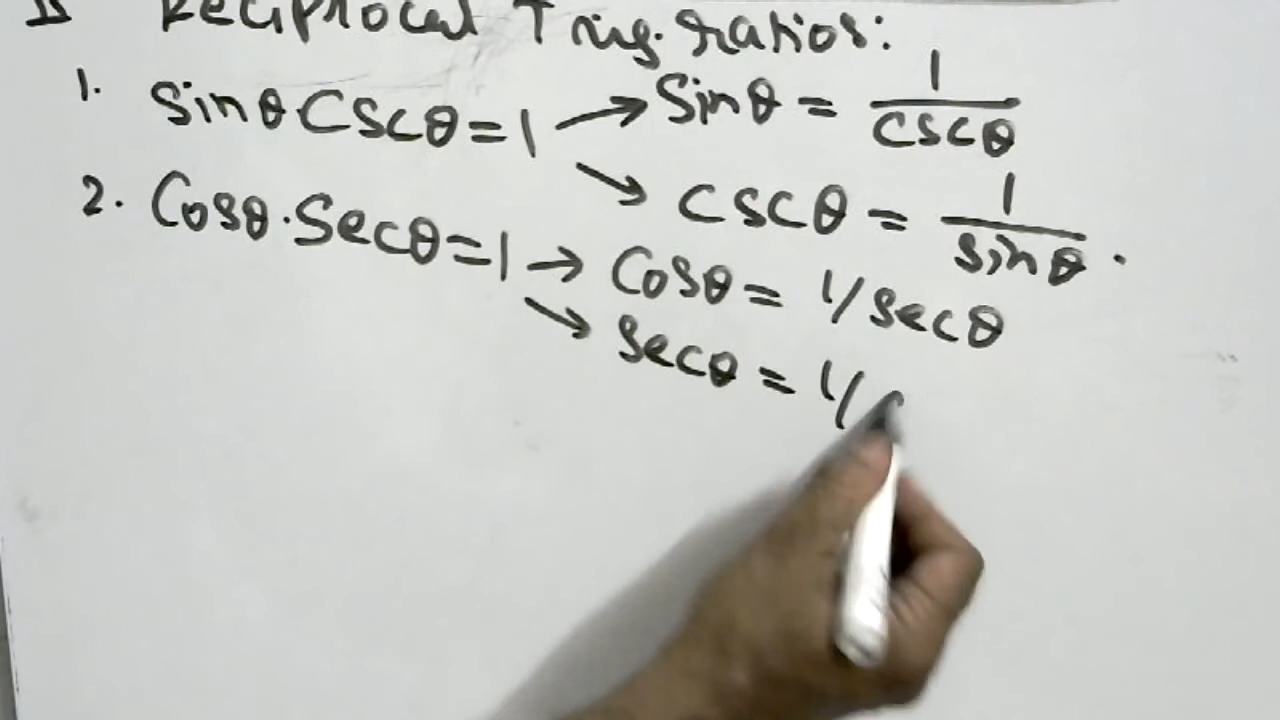 II Reciprocal Trig. ratios:
1. Sinθ·Cscθ=1 → Sinθ = 1/cscθ
↘ cscθ = 1/sinθ.
2. Cosθ·Secθ=1 → Cosθ = 1/secθ
↘ secθ = 1/